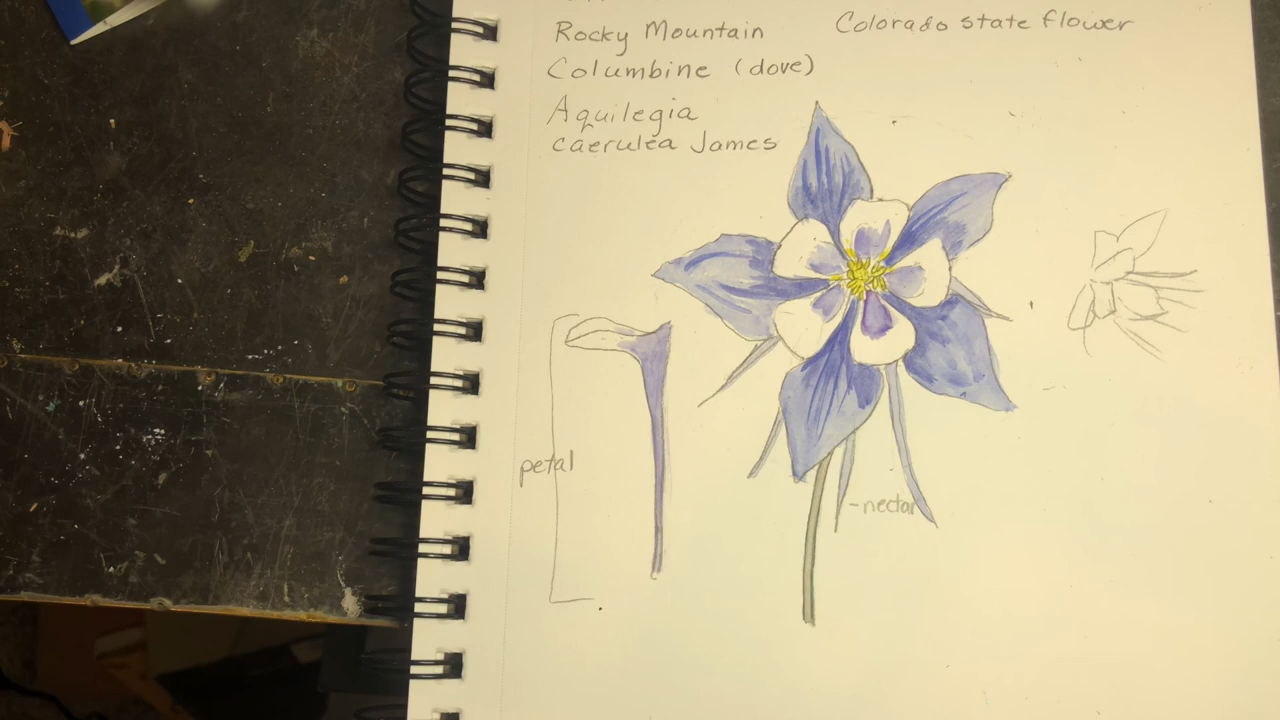 Rocky Mountain
Colorado state flower
Columbine (dove)
Aquilegia
caerulea James
petal
-nectar